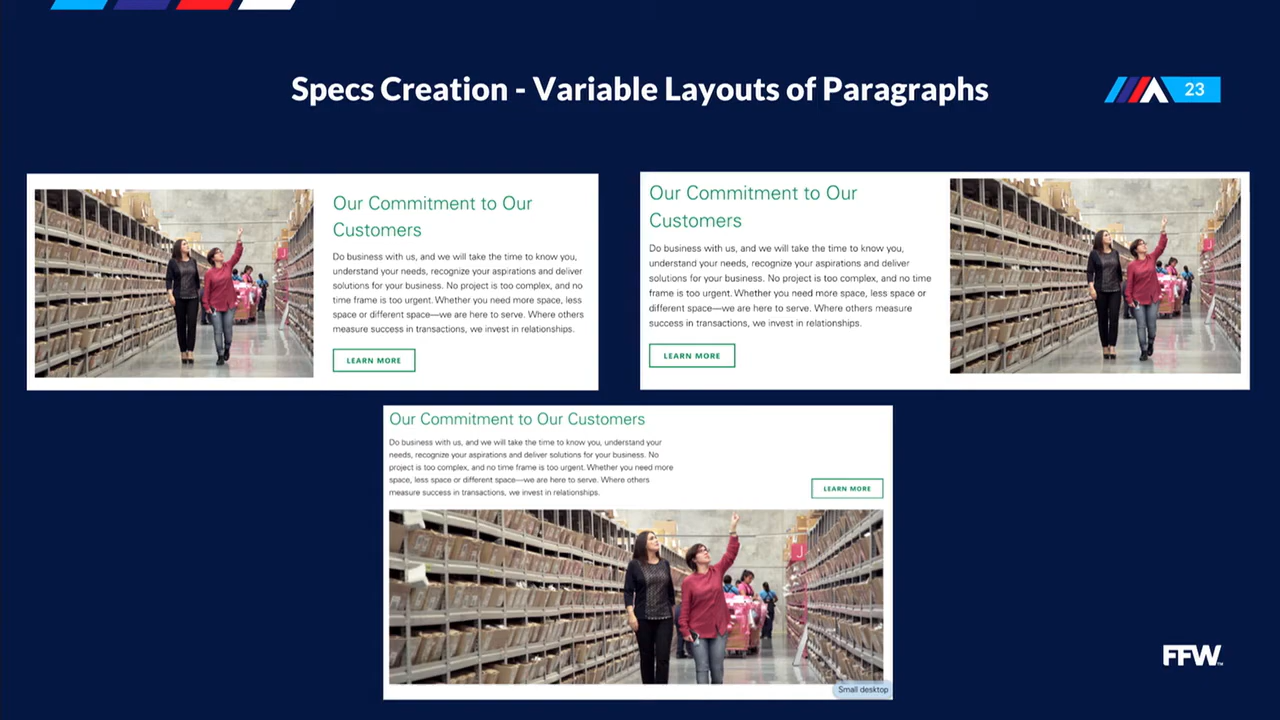 Specs Creation - Variable Layouts of Paragraphs
23
Our Commitment to Our
Customers
Do business with us, and we will take the time to know you,
understand your needs, recognize your aspirations and deliver
solutions for your business. No project is too complex, and no
time frame is too urgent. Whether you need more space, less
space or different space—we are here to serve. Where others
measure success in transactions, we invest in relationships.
LEARN MORE
Our Commitment to Our
Customers
Do business with us, and we will take the time to know you,
understand your needs, recognize your aspirations and deliver
solutions for your business. No project is too complex, and no time
frame is too urgent. Whether you need more space, less space or
different space—we are here to serve. Where others measure
success in transactions, we invest in relationships.
LEARN MORE
Our Commitment to Our Customers
Do business with us, and we will take the time to know you, understand your
needs, recognize your aspirations and deliver solutions for your business. No
project is too complex, and no time frame is too urgent. Whether you need more
space, less space or different space—we are here to serve. Where others
measure success in transactions, we invest in relationships.
LEARN MORE
J
Small desktop
FFW